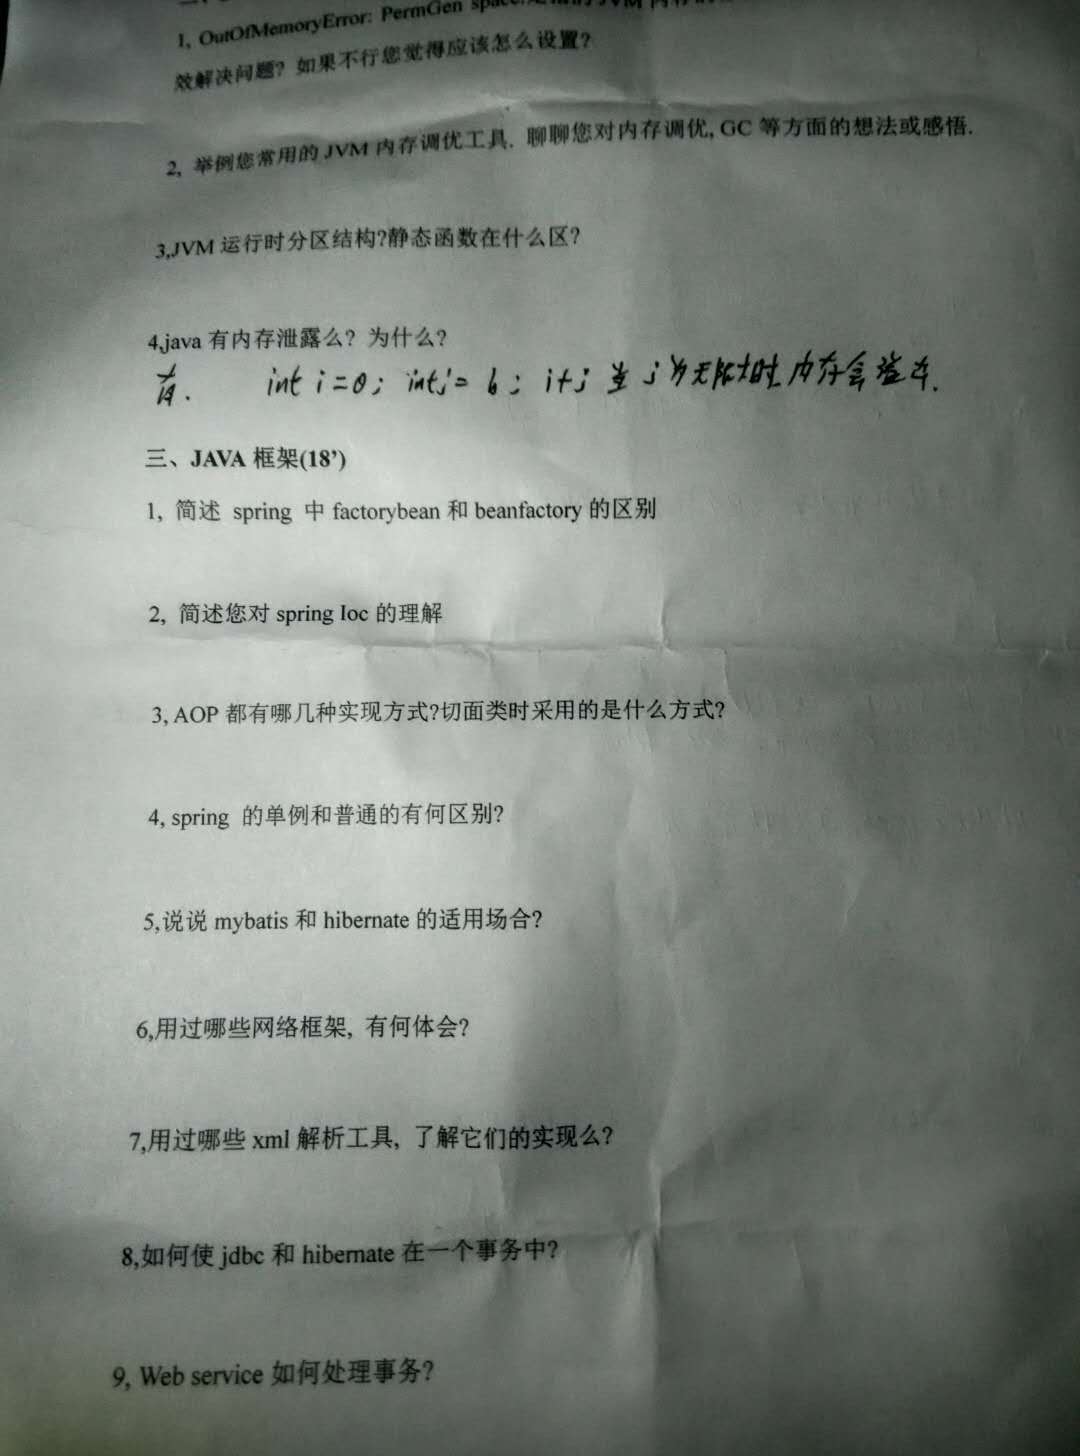 1, OutOfMemoryError: PermGen space.
效解决问题? 如果不行您觉得应该怎么设置?
2, 举例您常用的 JVM 内存调优工具. 聊聊您对内存调优, GC 等方面的想法或感悟.
3,JVM 运行时分区结构?静态函数在什么区?
4,java 有内存泄露么? 为什么?
有. int i=0; int j= 6; i+j 当 j 为无限大时 内存会溢出.
三、JAVA 框架(18’)
1, 简述 spring 中 factorybean 和 beanfactory 的区别
2, 简述您对 spring Ioc 的理解
3, AOP 都有哪几种实现方式?切面类时采用的是什么方式?
4, spring 的单例和普通的有何区别?
5,说说 mybatis 和 hibernate 的适用场合?
6,用过哪些网络框架, 有何体会?
7,用过哪些 xml 解析工具, 了解它们的实现么?
8,如何使 jdbc 和 hibernate 在一个事务中?
9, Web service 如何处理事务?